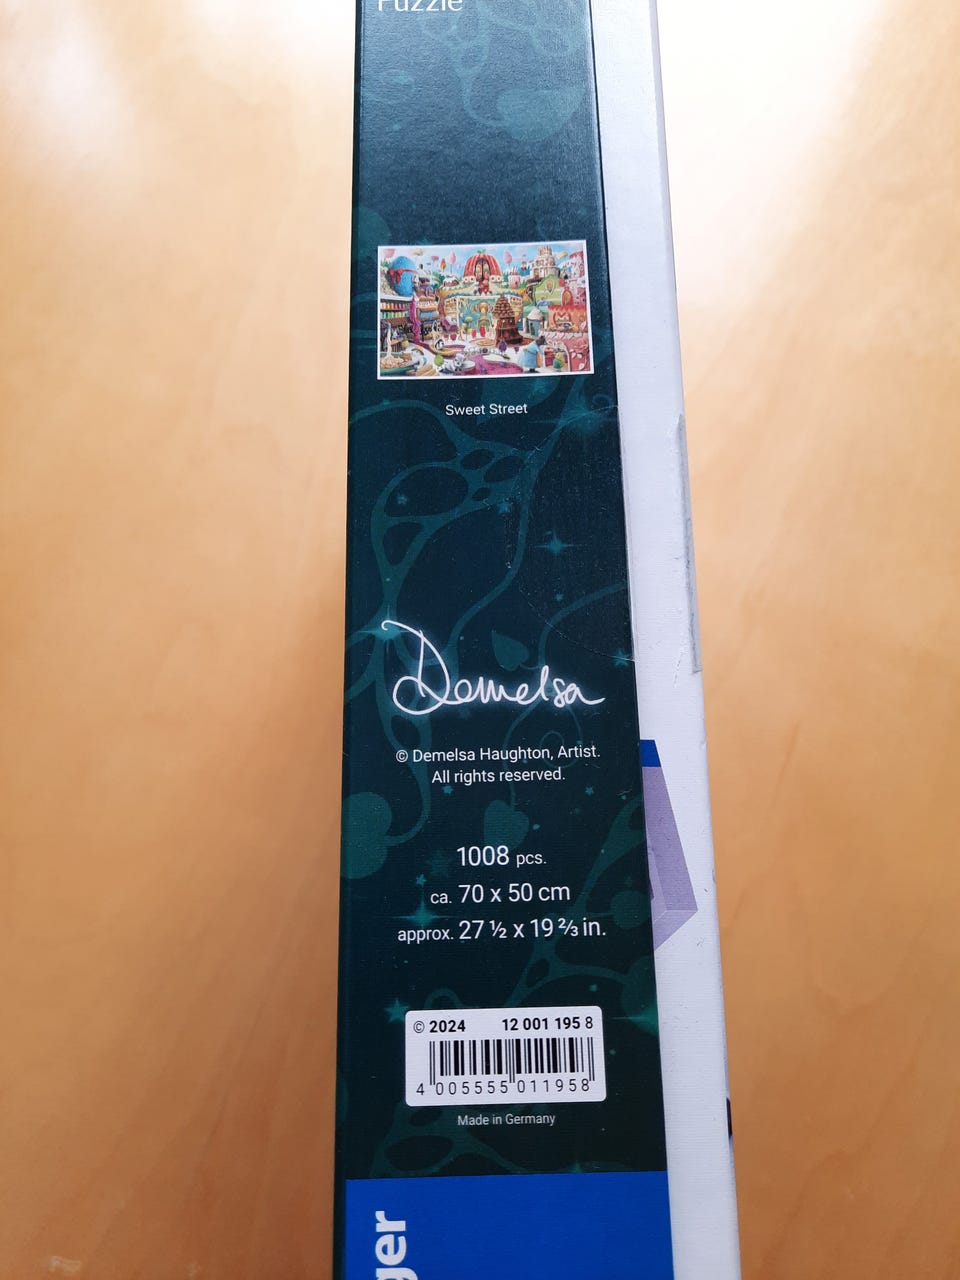 Puzzle
Sweet Street
Demelsa
© Demelsa Haughton, Artist.
All rights reserved.
1008 pcs.
ca. 70 x 50 cm
approx. 27 ½ x 19 ⅔ in.
© 2024 12 001 195 8
4 005555 011958
Made in Germany
ger